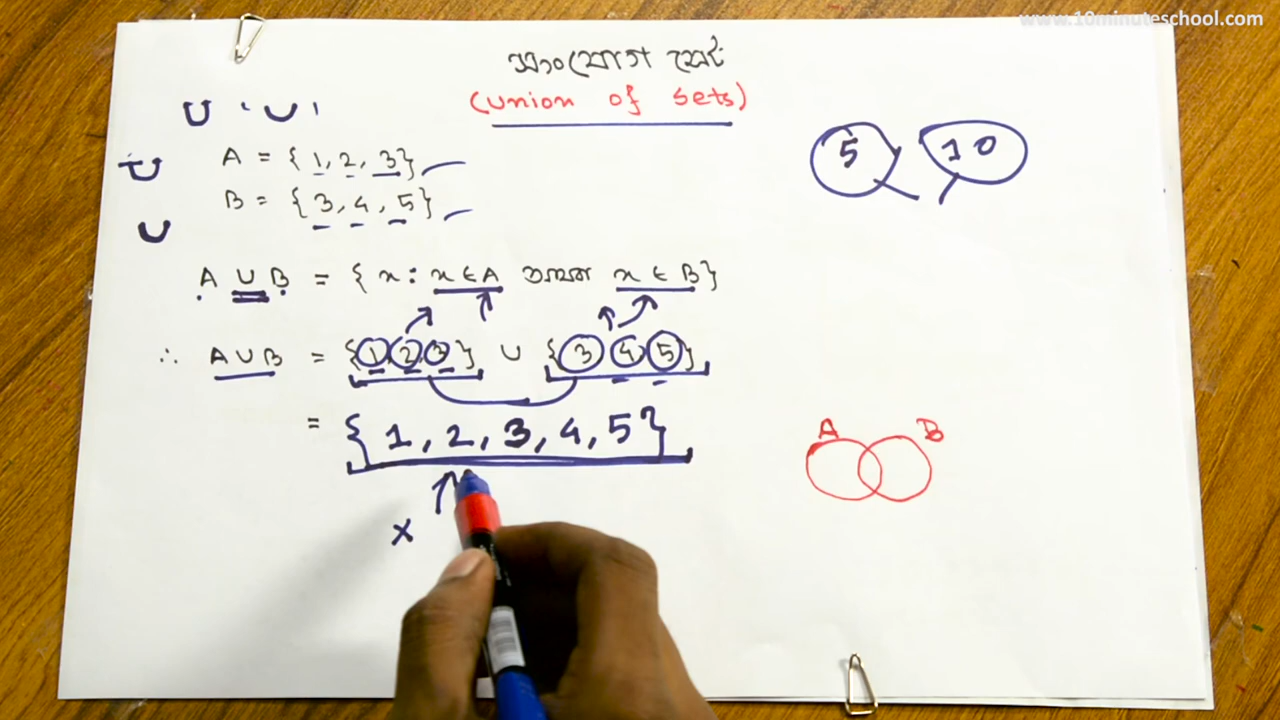 www.10minuteschool.com
সংযোগ সেট
(union of sets)
U 'U'
A = { 1, 2, 3}
B = { 3, 4, 5}
U
U
5 10
A U B = { x : x ∈ A অথবা x ∈ B}
∴ A U B = {1 2 3 } U {3 4 5}
= { 1 , 2 , 3 , 4 , 5 }
x
A B